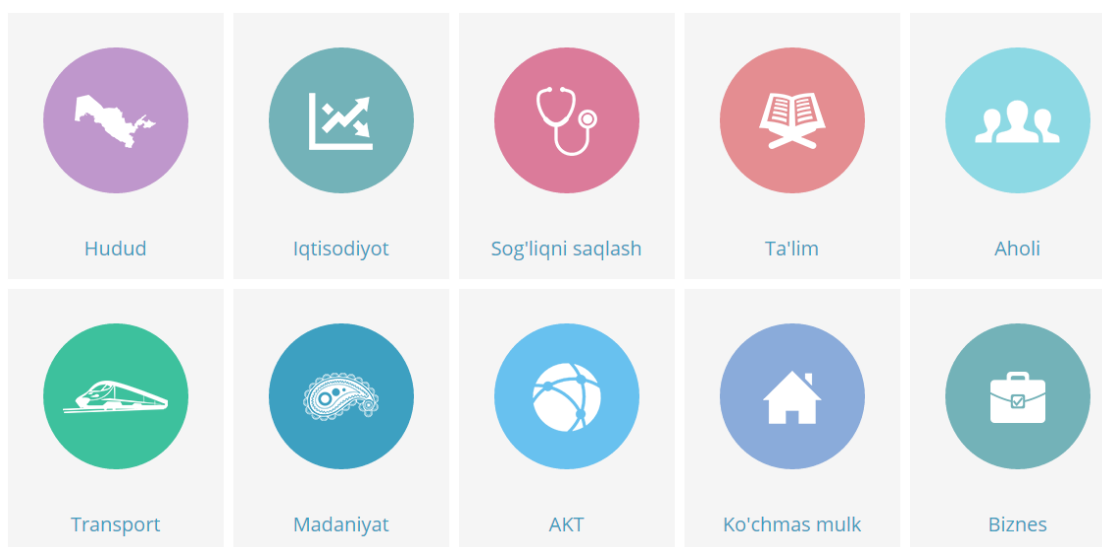 Hudud
Iqtisodiyot
Sog'liqni saqlash
Ta'lim
Aholi
Transport
Madaniyat
AKT
Ko'chmas mulk
Biznes